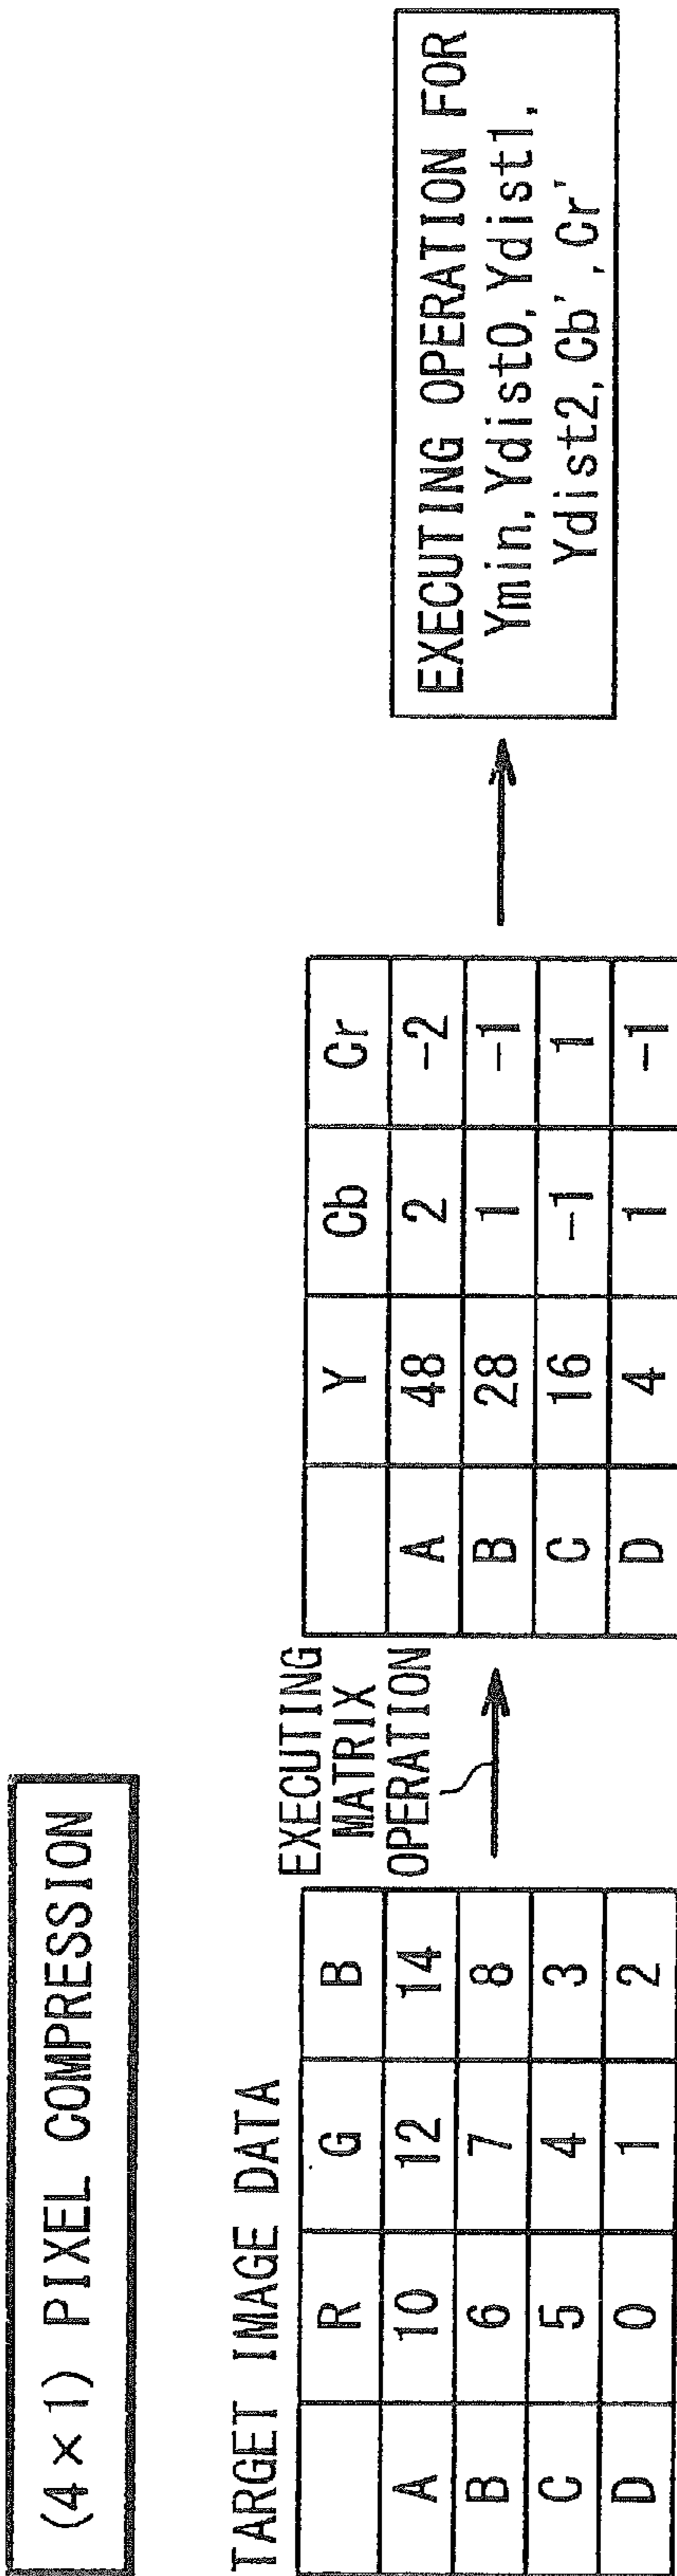 (4×1) PIXEL COMPRESSION
TARGET IMAGE DATA
R G B
A 10 12 14
B 6 7 8
C 5 4 3
D 0 1 2
EXECUTING
MATRIX
OPERATION
Y Cb Cr
A 48 2 -2
B 28 1 -1
C 16 -1 1
D 4 1 -1
EXECUTING OPERATION FOR
Ymin, Ydist0, Ydist1,
Ydist2, Cb', Cr'